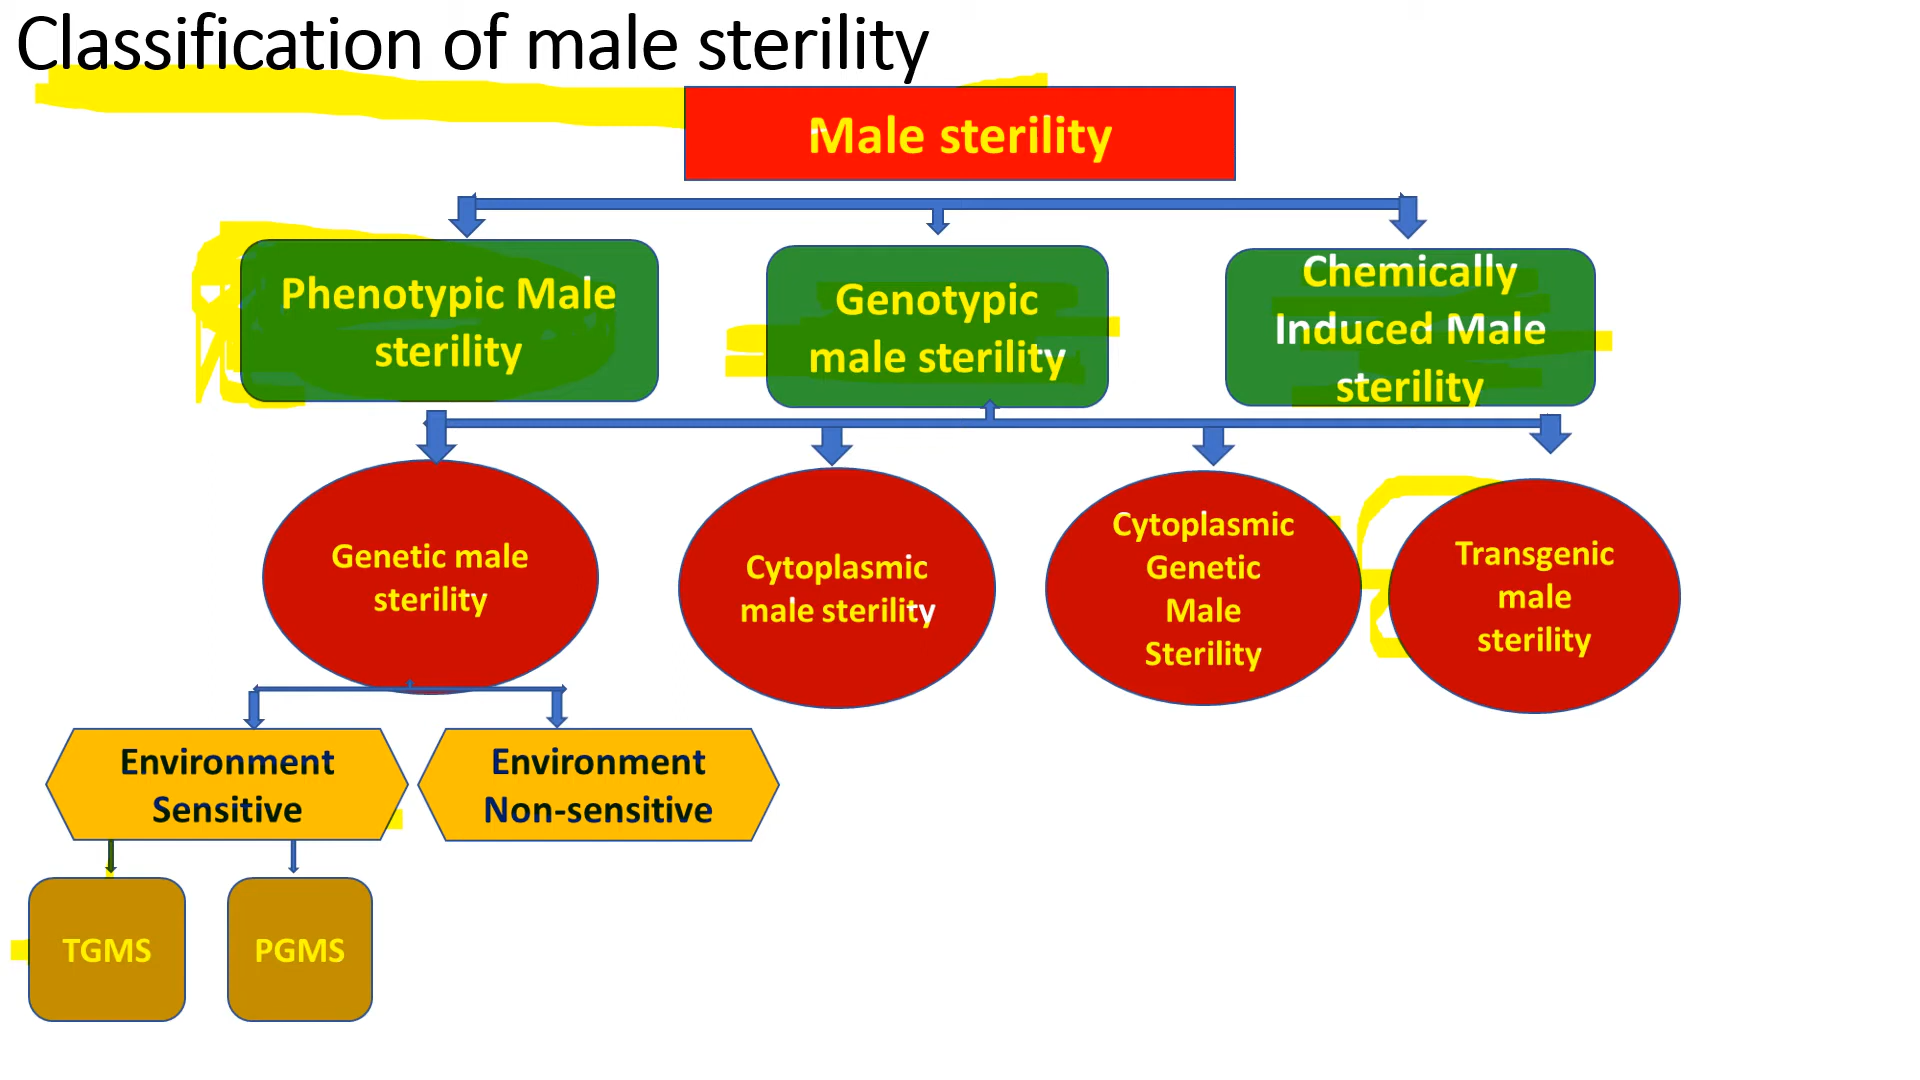 Classification of male sterility
Male sterility
Phenotypic Male
sterility
Genotypic
male sterility
Chemically
Induced Male
sterility
Genetic male
sterility
Cytoplasmic
male sterility
Cytoplasmic
Genetic
Male
Sterility
Transgenic
male
sterility
Environment
Sensitive
Environment
Non-sensitive
TGMS
PGMS